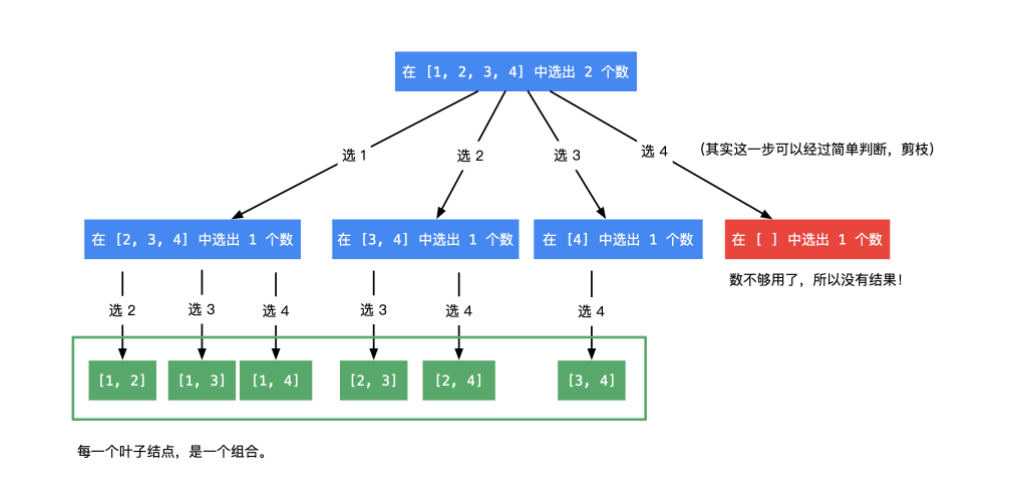 在 [1, 2, 3, 4] 中选出 2 个数
选 1
选 2
选 3
选 4
（其实这一步可以经过简单判断，剪枝）
在 [2, 3, 4] 中选出 1 个数
在 [3, 4] 中选出 1 个数
在 [4] 中选出 1 个数
在 [ ] 中选出 1 个数
数不够用了，所以没有结果！
选 2
选 3
选 4
选 3
选 4
选 4
[1, 2]
[1, 3]
[1, 4]
[2, 3]
[2, 4]
[3, 4]
每一个叶子结点，是一个组合。